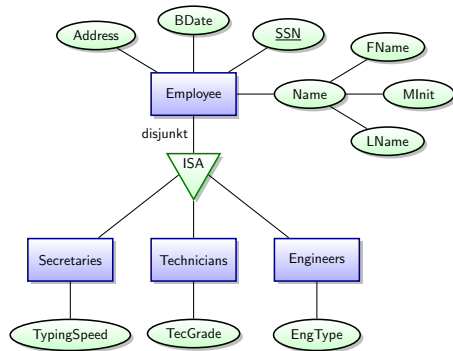 BDate
Address
SSN
FName
Employee
Name
MInit
disjunkt
LName
ISA
Secretaries
Technicians
Engineers
TypingSpeed
TecGrade
EngType